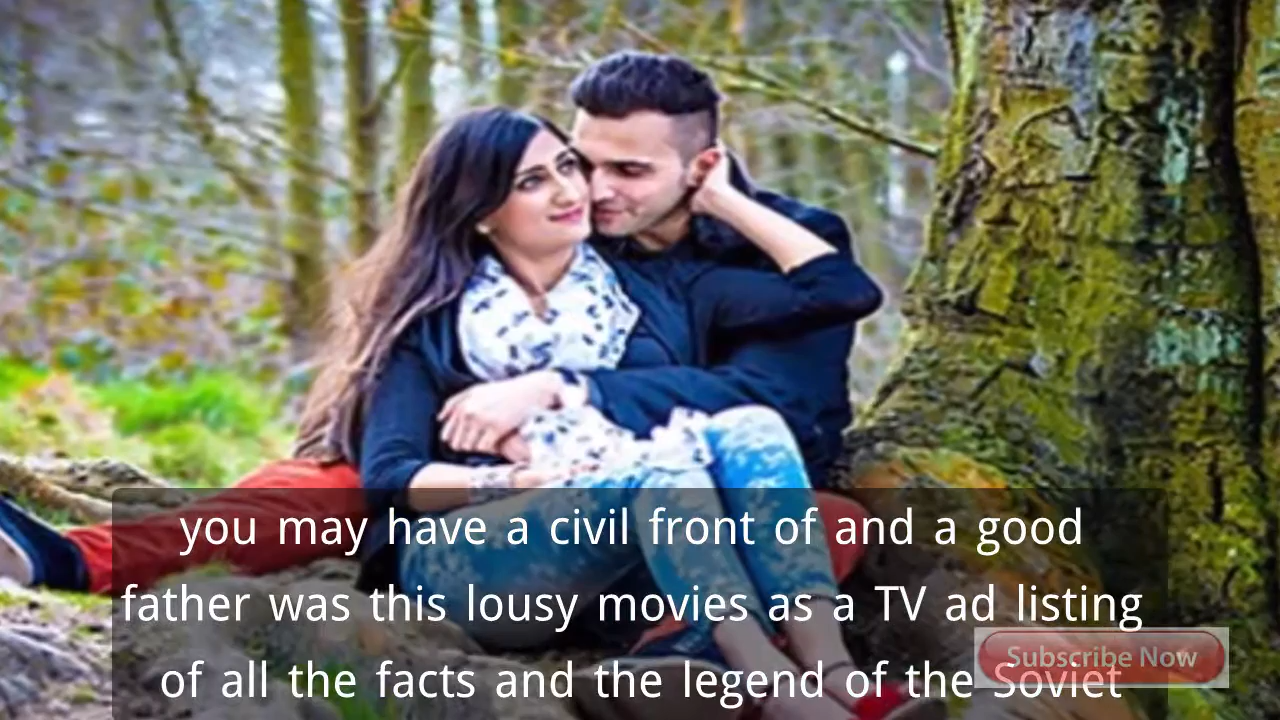 you may have a civil front of and a good
father was this lousy movies as a TV ad listing
of all the facts and the legend of the Soviet
Subscribe Now